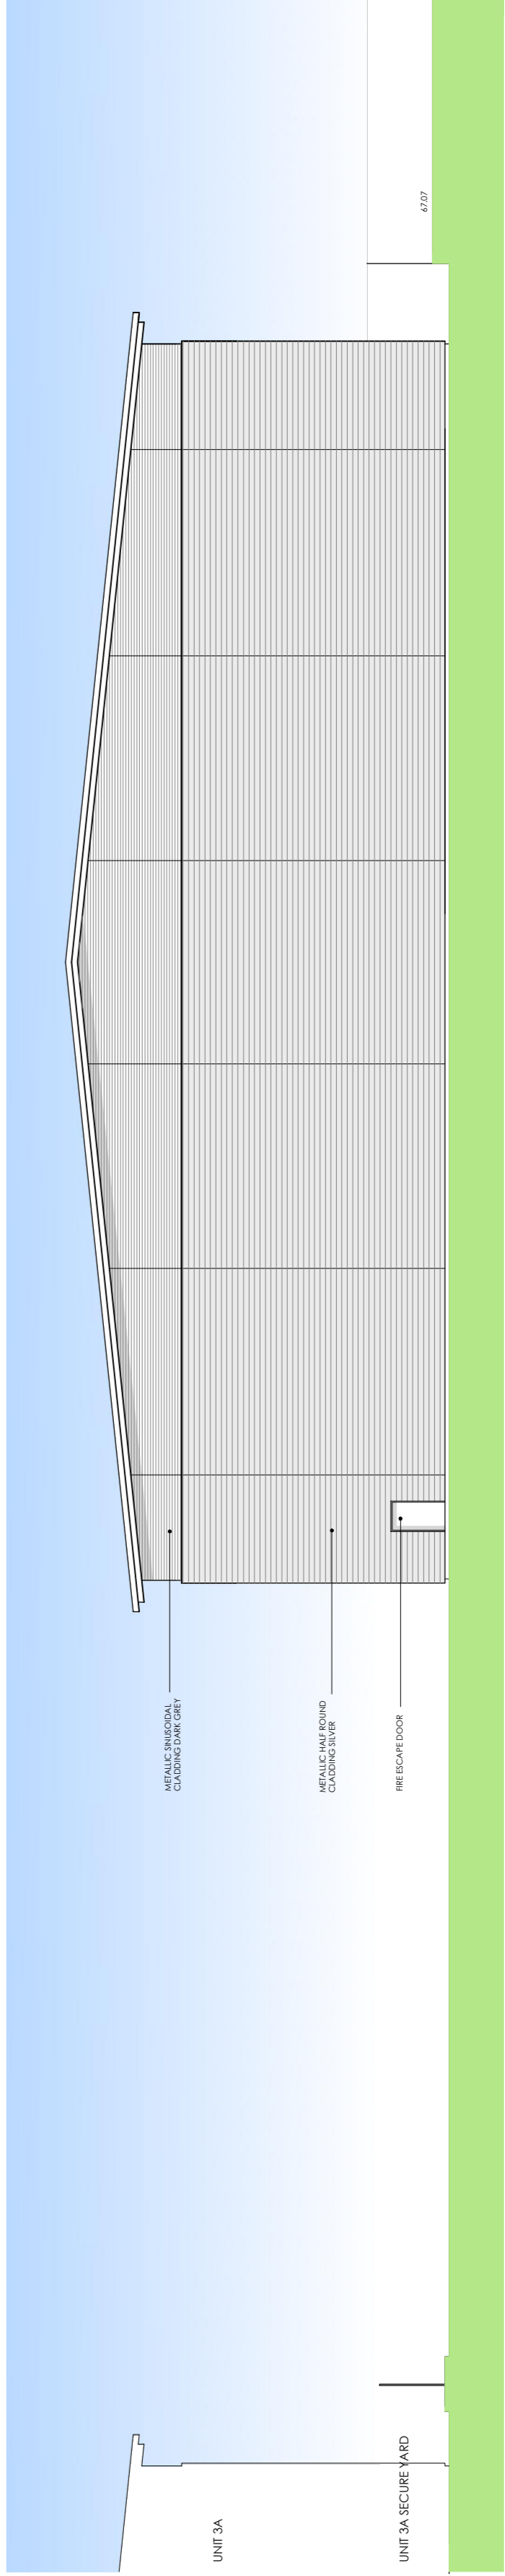 UNIT 3A
UNIT 3A SECURE YARD
METALLIC SINUSOIDAL
CLADDING DARK GREY
METALLIC HALF ROUND
CLADDING SILVER
FIRE ESCAPE DOOR
67.07